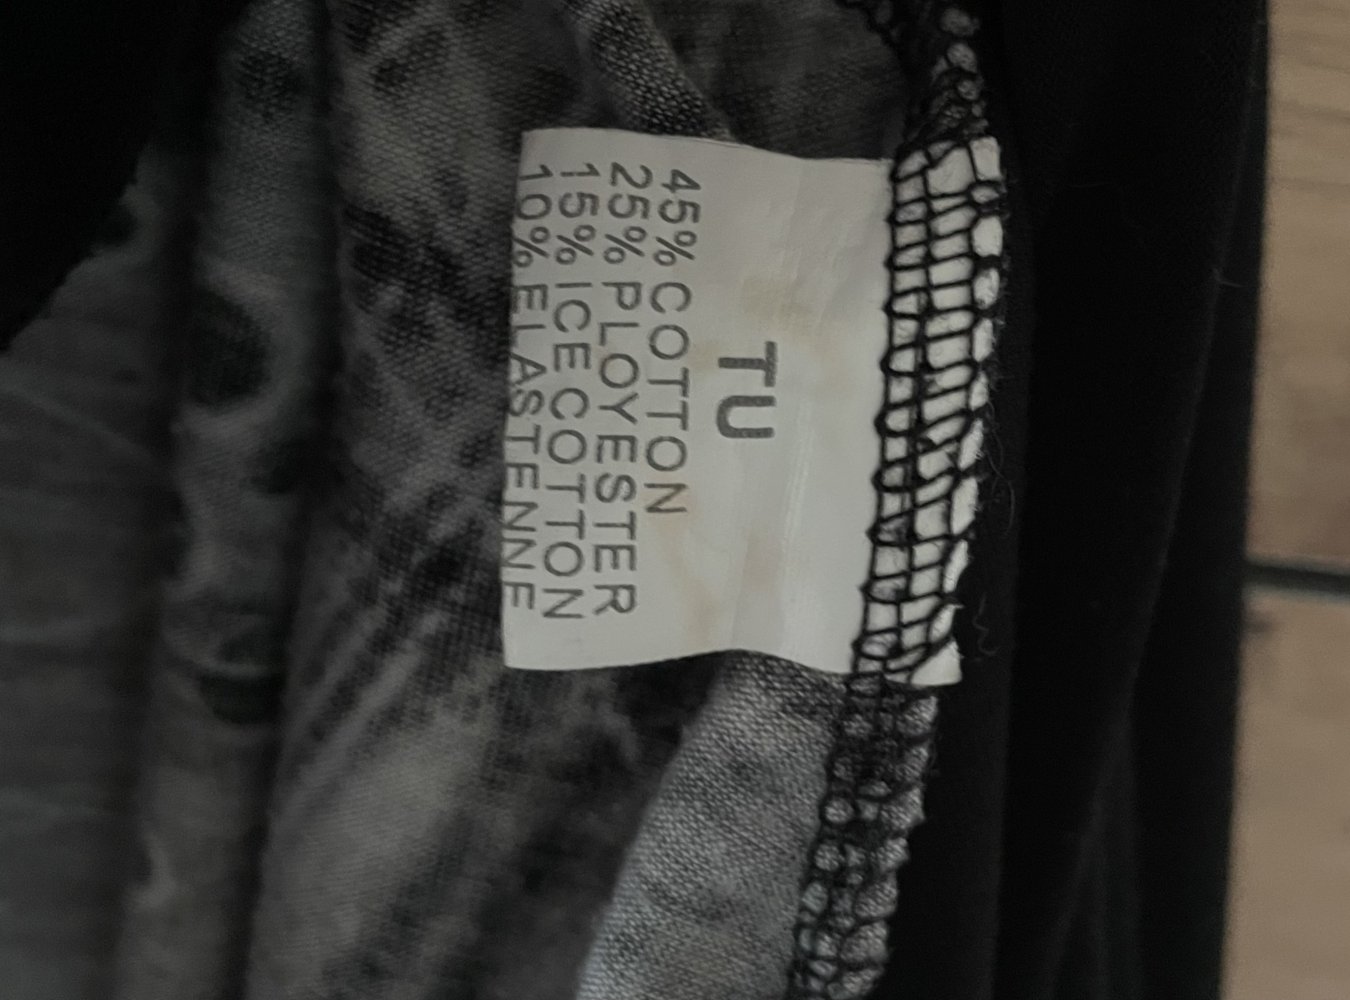 TU
45% COTTON
25% PLOYESTER
15% ICE COTTON
10% ELASTENNE